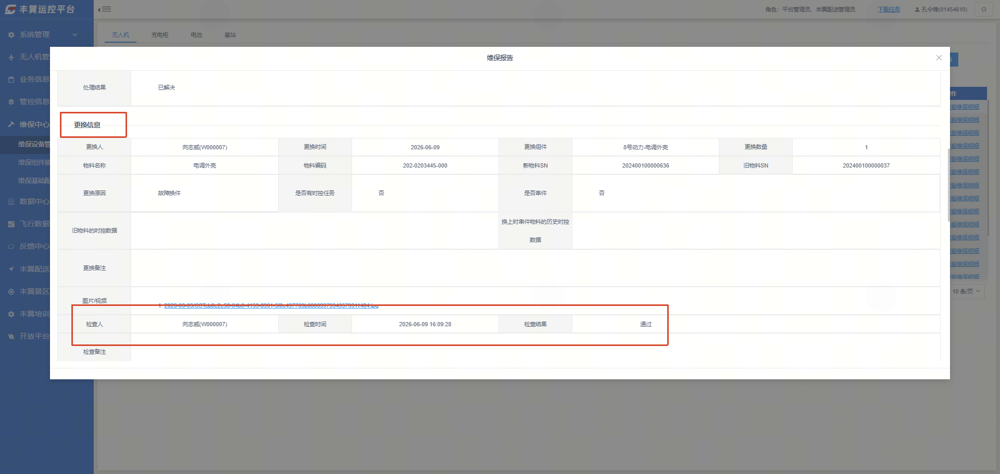 丰翼运控平台
角色：平台管理员、丰翼配送管理员
下载任务
孔令锋(01454610)
系统管理
无人机管
业务信息
管控信息
维保中心
维保设备管
维保组件集
维保基础配
数据中心
飞行数据
反馈中心
丰翼配送
丰翼景区
丰翼培训
开放平台
无人机 充电柜 电池 基站
维保报告
处理结果 已解决
更换信息
更换人 向志威(W000007) 更换时间 2026-06-09 更换组件 8号动力-电调外壳 更换数量 1
物料名称 电调外壳 物料编码 202-0203445-000 新物料SN 202400100000636 旧物料SN 202400100000037
更换原因 故障换件 是否有时控任务 否 是否串件 否
旧物料的时控数据 换上时串件物料的历史时控
数据
更换备注
图片/视频
检查人 向志威(W000007) 检查时间 2026-06-09 16:09:28 检查结果 通过
检查备注
作
看维保明细
看维保明细
看维保明细
看维保明细
看维保明细
看维保明细
看维保明细
看维保明细
看维保明细
看维保明细
看维保明细
看维保明细
看维保明细
看维保明细
10 条/页